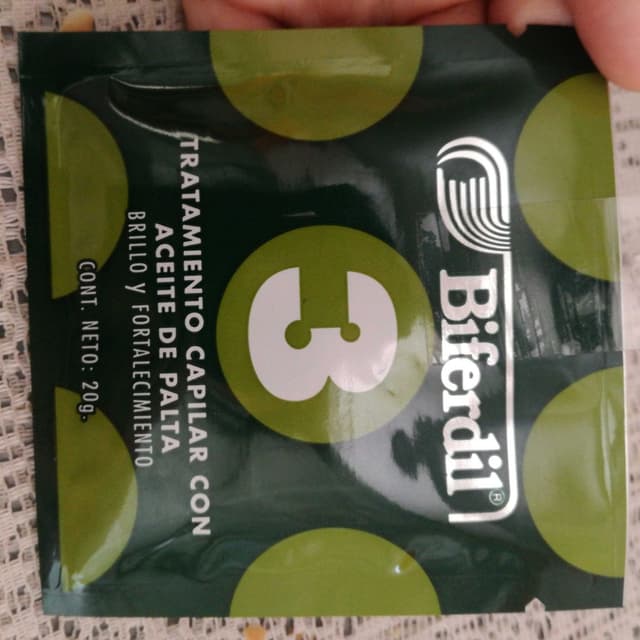 Biferdil®
3
TRATAMIENTO CAPILAR CON
ACEITE DE PALTA
BRILLO y FORTALECIMIENTO
CONT. NETO: 20g.